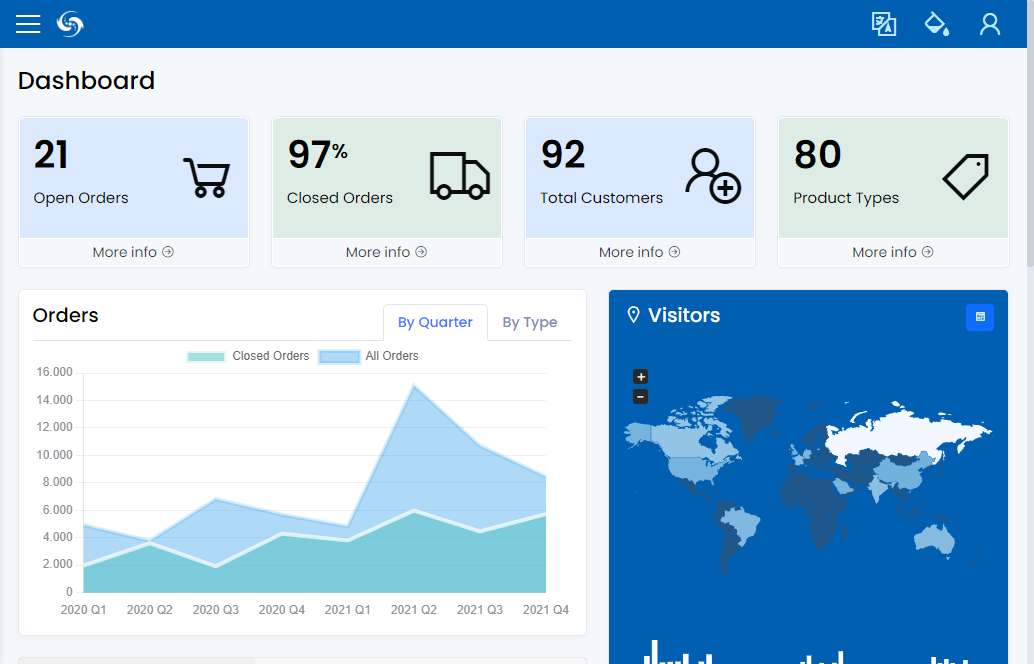 Dashboard
21
Open Orders
More info
97%
Closed Orders
More info
92
Total Customers
More info
80
Product Types
More info
Orders
By Quarter
By Type
Closed Orders
All Orders
16.000
14.000
12.000
10.000
8.000
6.000
4.000
2.000
0
2020 Q1
2020 Q2
2020 Q3
2020 Q4
2021 Q1
2021 Q2
2021 Q3
2021 Q4
Visitors
+
−